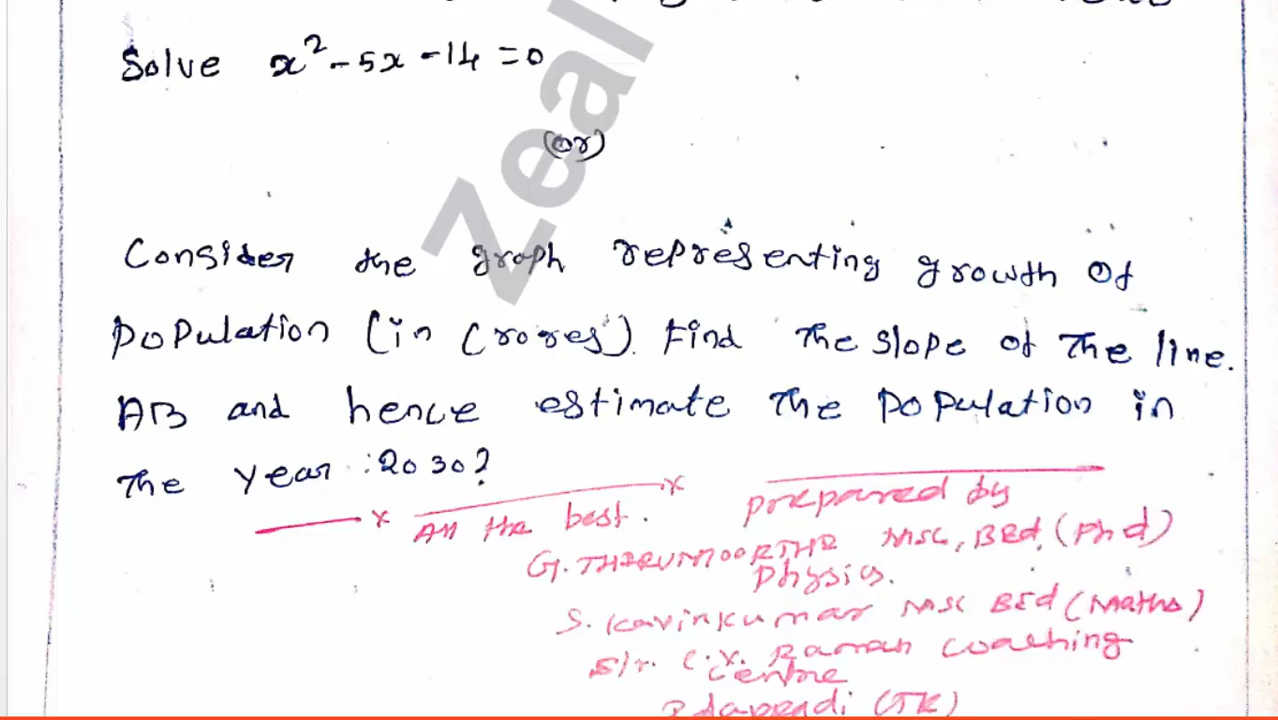 Solve x² - 5x - 14 = 0
(or)
Consider the graph representing growth of
population (in Crores). Find the slope of the line.
AB and hence estimate the population in
the year :2030?
x All the best. x
prepared by
G. THIRUMOORTHI MSc, BEd, (Phd)
Physics.
S. Kavinkumar MSC BEd (Maths)
C.V. Raman coaching
Centre
(TK)
Zeal